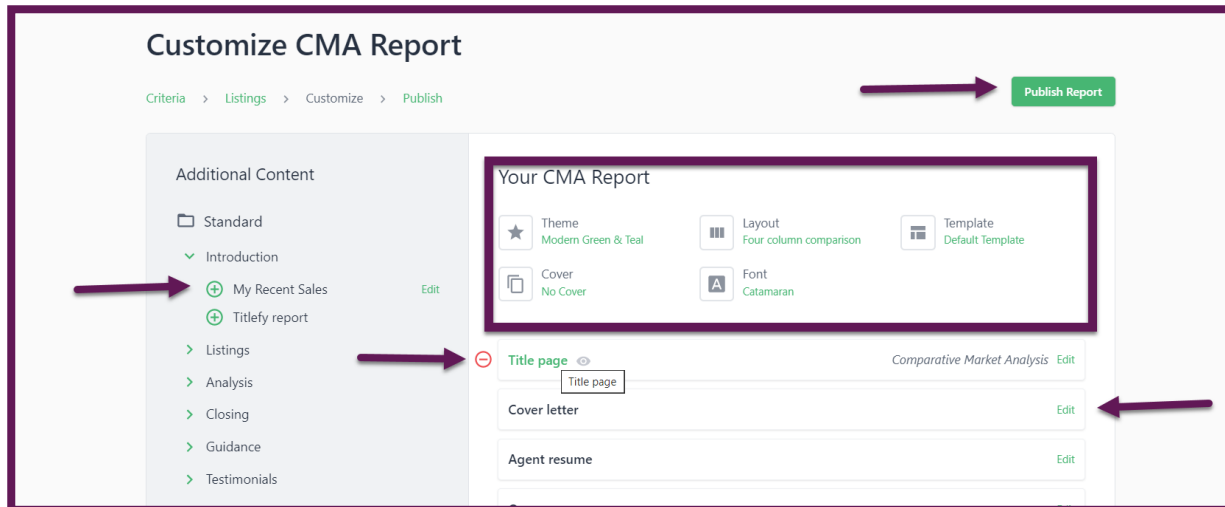 Customize CMA Report
Criteria > Listings > Customize > Publish
Publish Report
Additional Content
Standard
Introduction
My Recent Sales Edit
Titlefy report
Listings
Analysis
Closing
Guidance
Testimonials
Your CMA Report
Theme
Modern Green & Teal
Layout
Four column comparison
Template
Default Template
Cover
No Cover
A
Font
Catamaran
Title page Comparative Market Analysis Edit
Title page
Cover letter Edit
Agent resume Edit